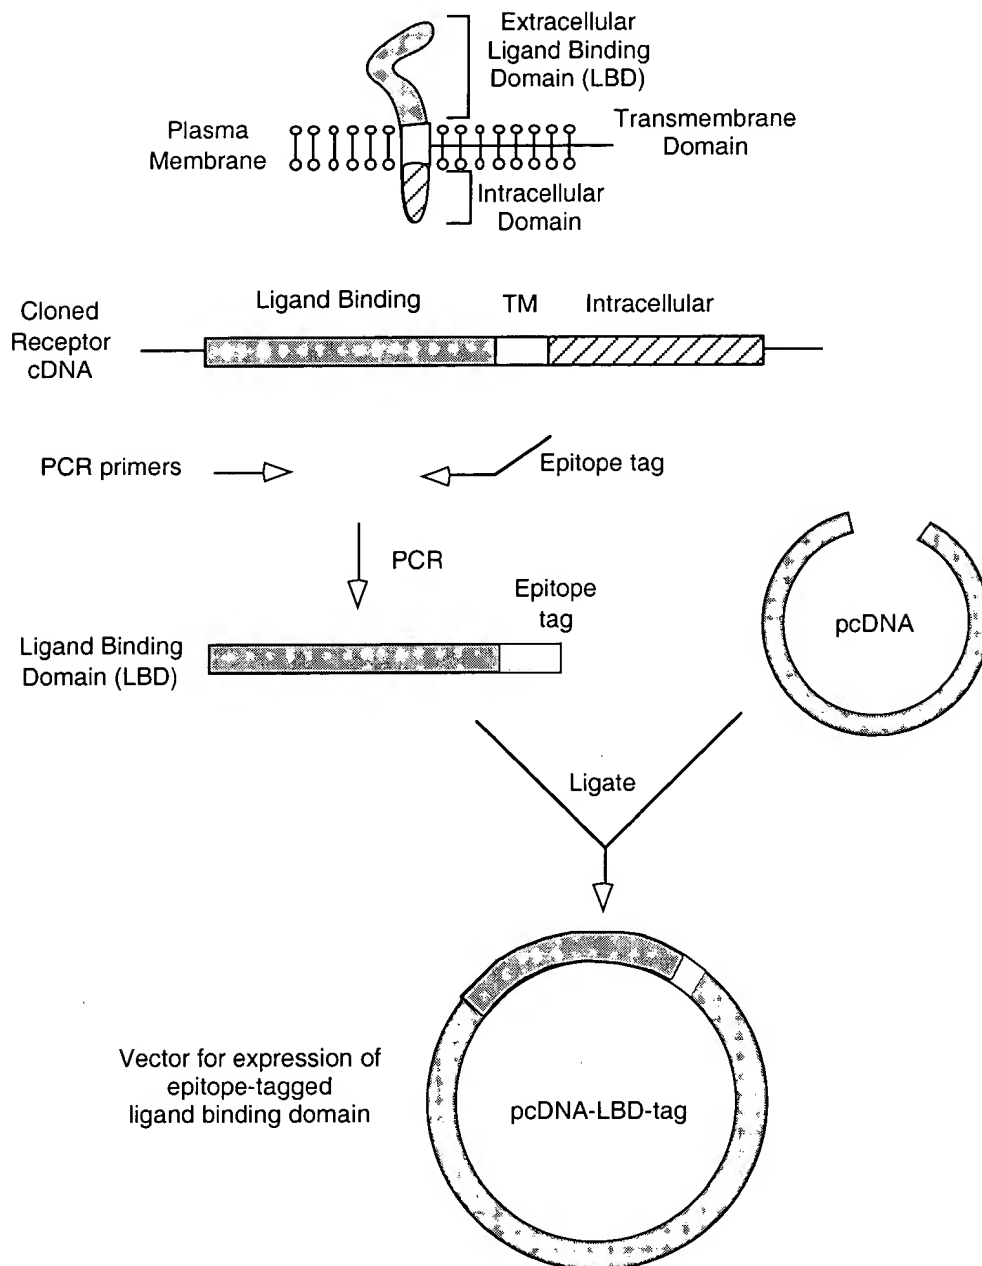 Extracellular
Ligand Binding
Domain (LBD)
Plasma
Membrane
Transmembrane
Domain
Intracellular
Domain
Ligand Binding
TM
Intracellular
Cloned
Receptor
cDNA
PCR primers
Epitope tag
PCR
Epitope
tag
Ligand Binding
Domain (LBD)
pcDNA
Ligate
Vector for expression of
epitope-tagged
ligand binding domain
pcDNA-LBD-tag